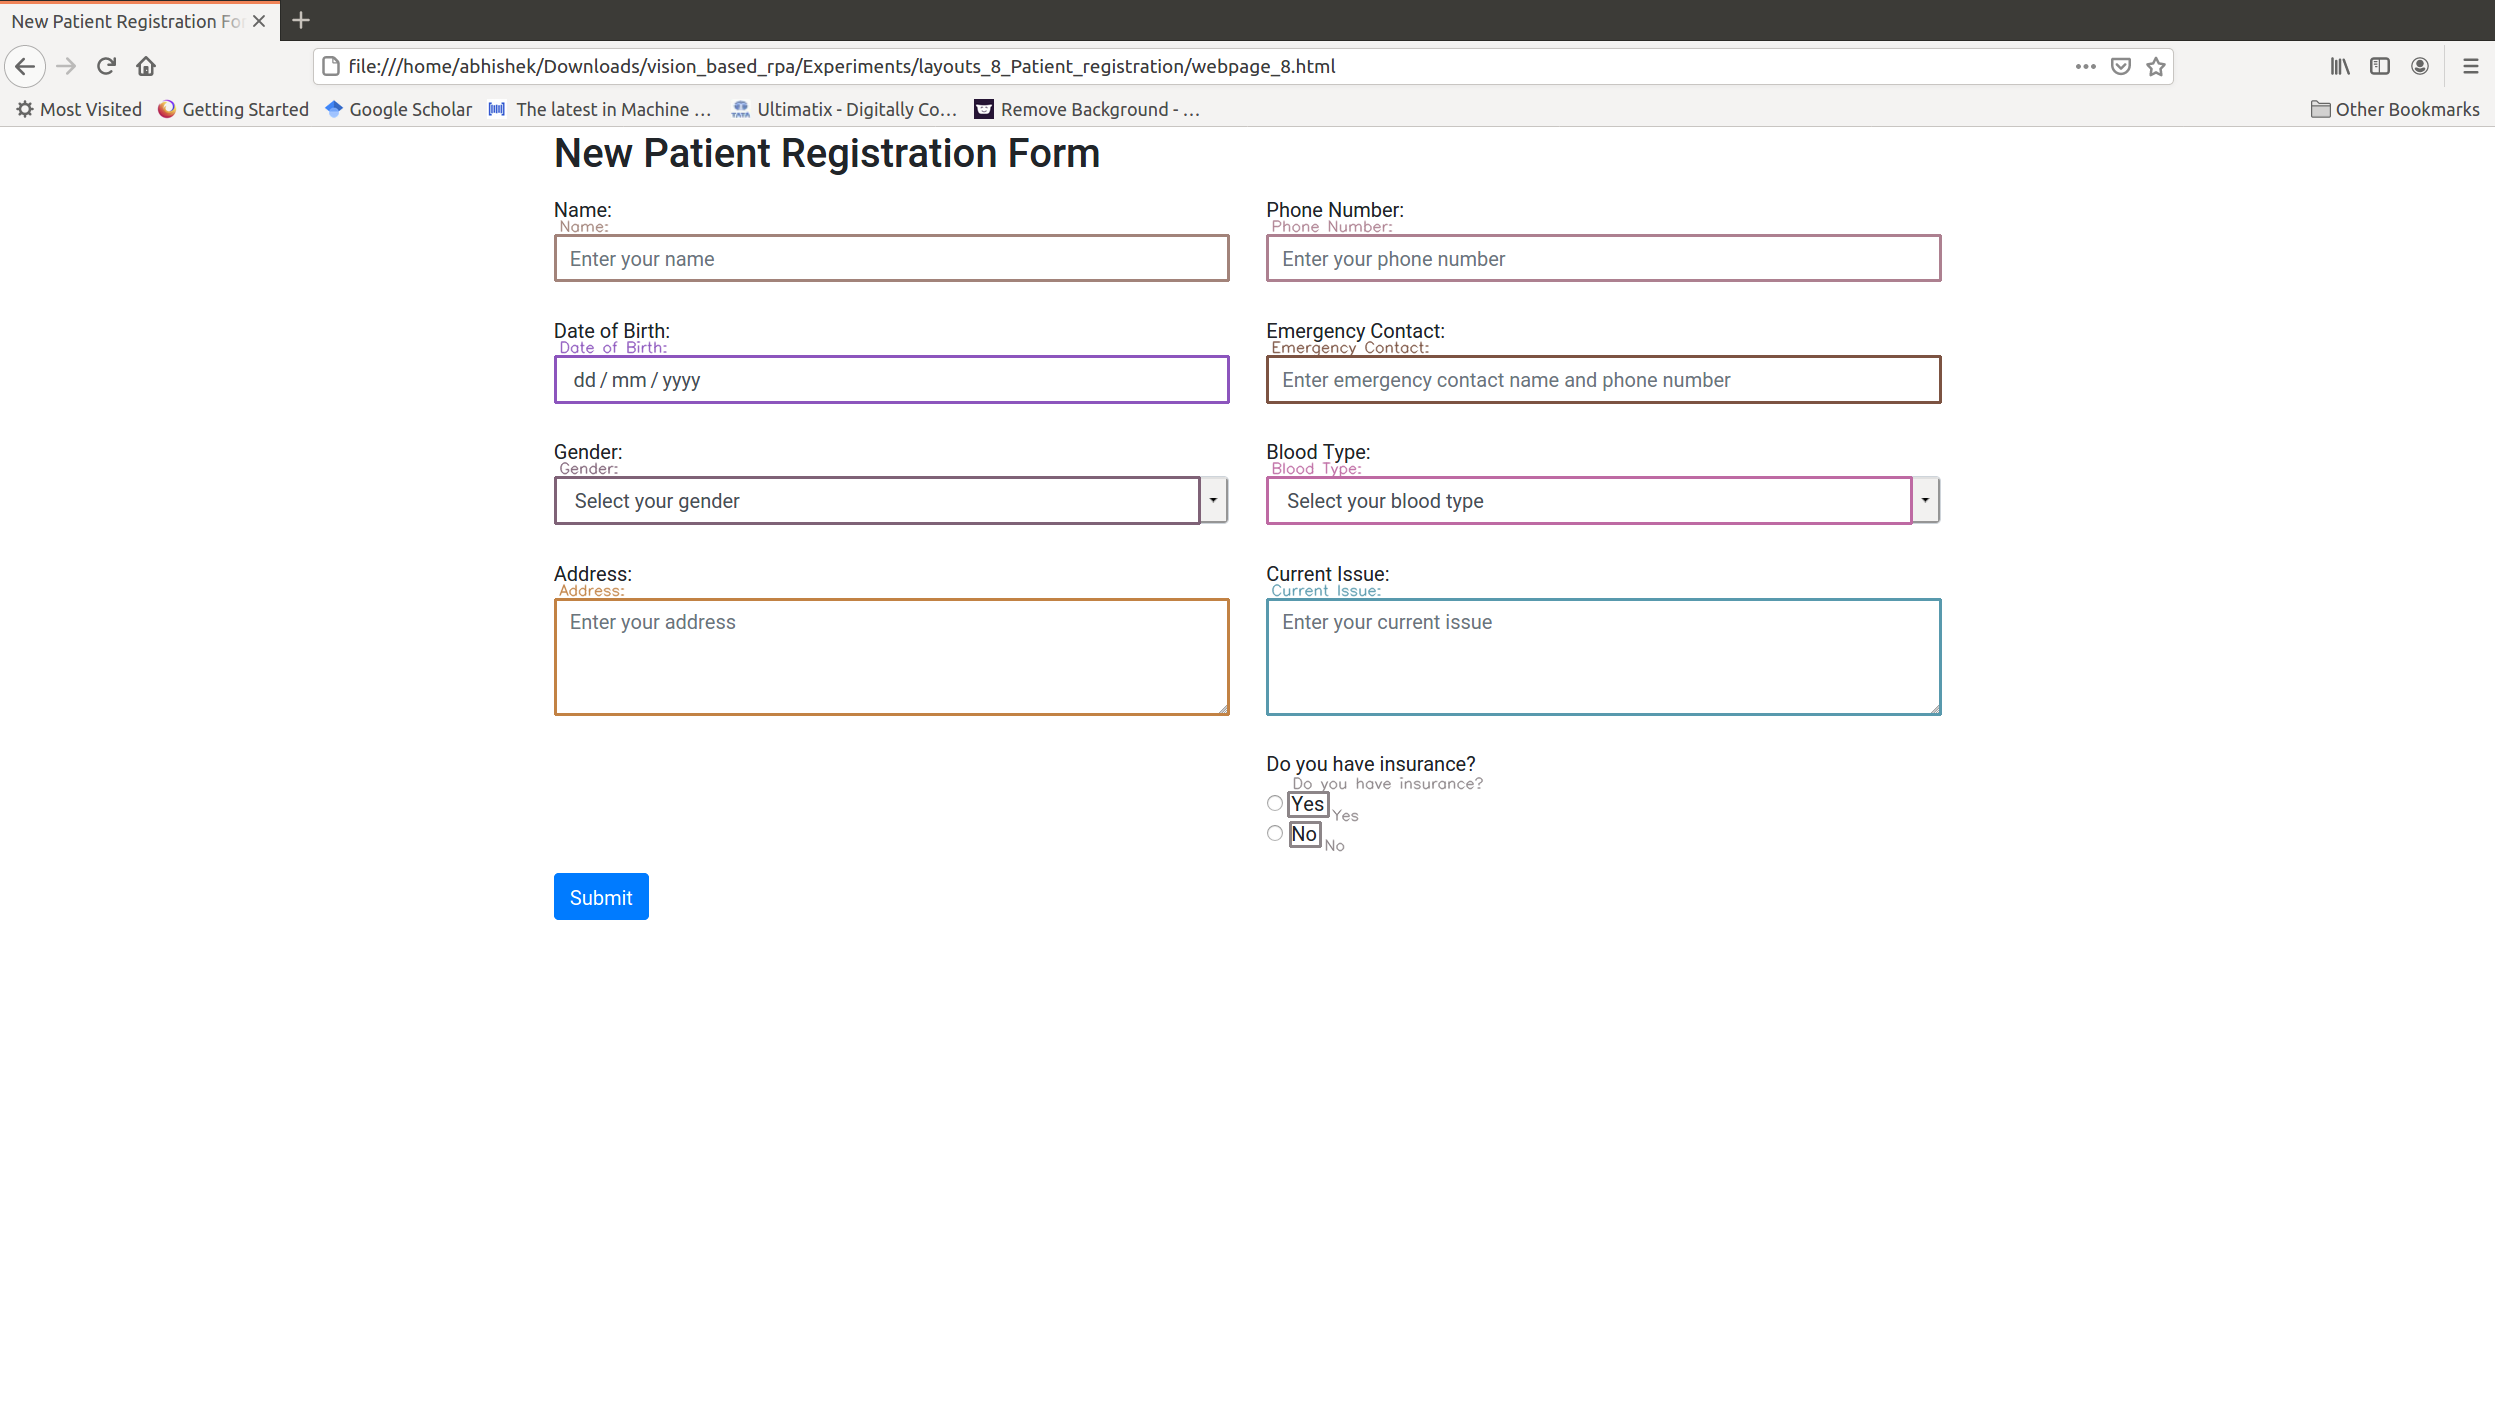 New Patient Registration Fo
file:///home/abhishek/Downloads/vision_based_rpa/Experiments/layouts_8_Patient_registration/webpage_8.html
Most Visited Getting Started Google Scholar The latest in Machine … Ultimatix - Digitally Co… Remove Background - … Other Bookmarks
New Patient Registration Form
Name:
Name:
Enter your name
Phone Number:
Phone Number:
Enter your phone number
Date of Birth:
Date of Birth:
dd / mm / yyyy
Emergency Contact:
Emergency Contact:
Enter emergency contact name and phone number
Gender:
Gender:
Select your gender
Blood Type:
Blood Type:
Select your blood type
Address:
Address:
Enter your address
Current Issue:
Current Issue:
Enter your current issue
Do you have insurance?
Do you have insurance?
Yes Yes
No No
Submit